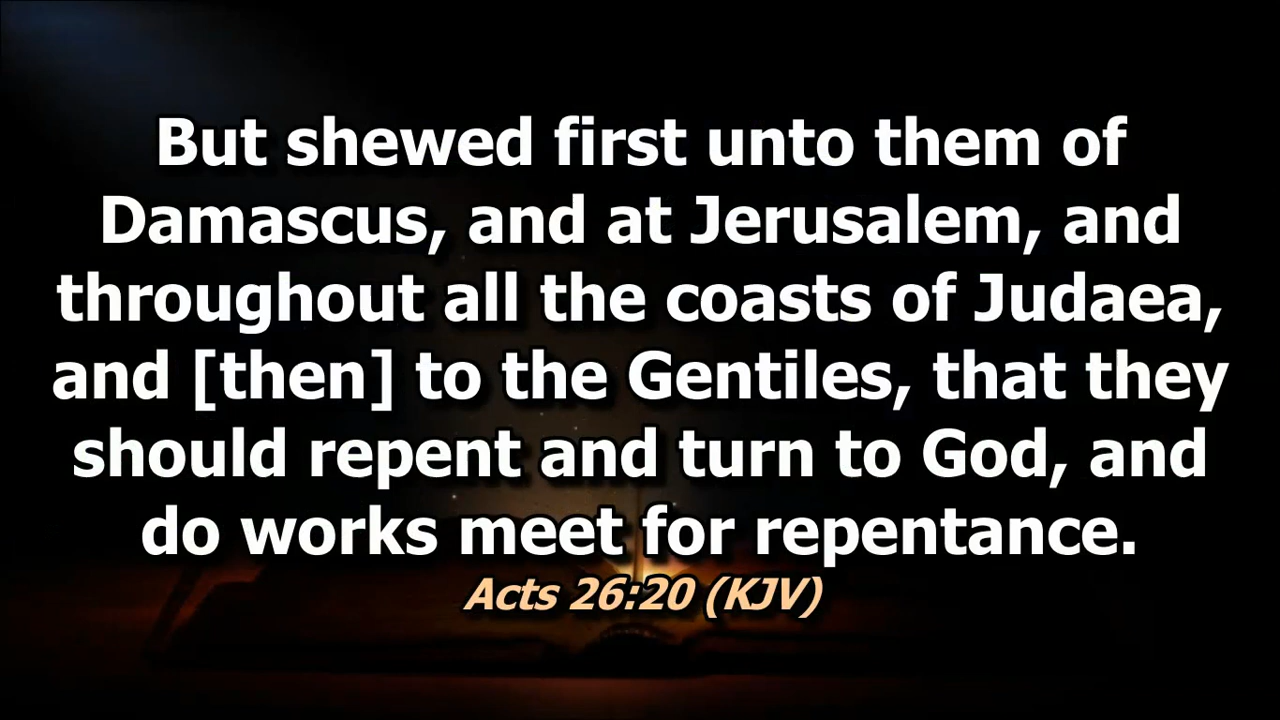 But shewed first unto them of
Damascus, and at Jerusalem, and
throughout all the coasts of Judaea,
and [then] to the Gentiles, that they
should repent and turn to God, and
do works meet for repentance.
Acts 26:20 (KJV)